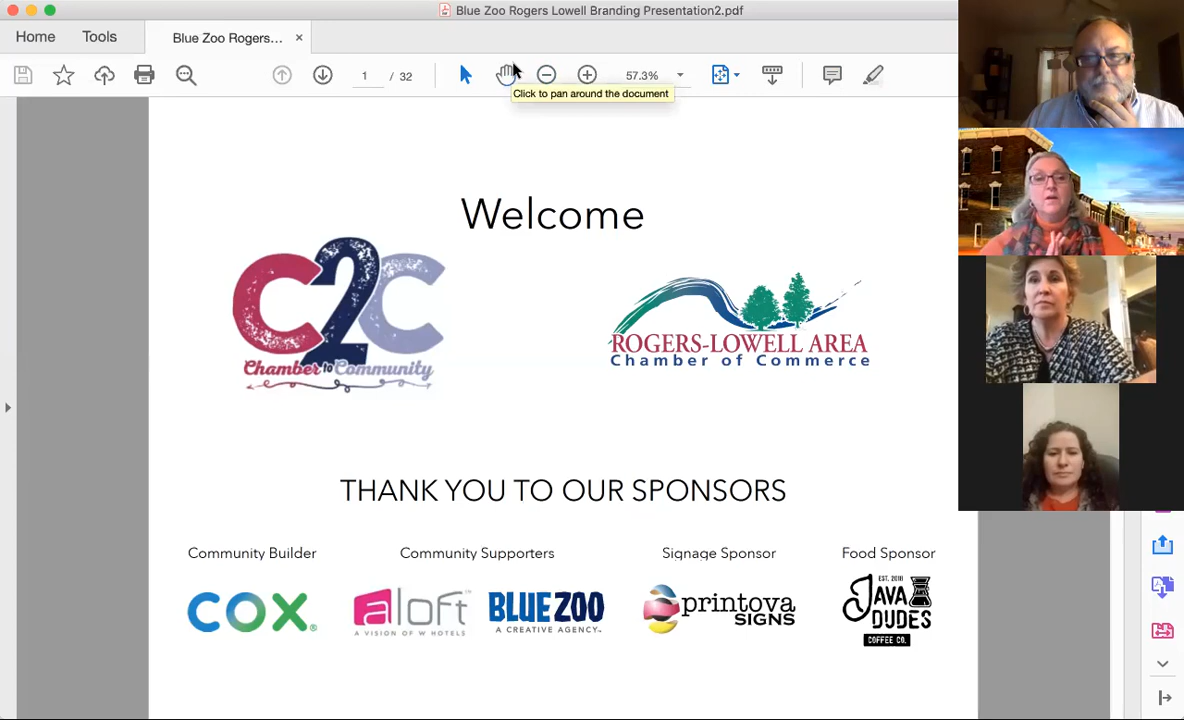 Blue Zoo Rogers Lowell Branding Presentation2.pdf
Home Tools Blue Zoo Rogers... ×
1 / 32 57.3%
Click to pan around the document
Welcome
C2C
Chamber to Community
ROGERS-LOWELL AREA
Chamber of Commerce
THANK YOU TO OUR SPONSORS
Community Builder Community Supporters Signage Sponsor Food Sponsor
COX®
aloft™
A VISION OF W HOTELS
BLUE ZOO
A CREATIVE AGENCY™
printova
SIGNS
EST. 2018
JAVA
DUDES
COFFEE CO.